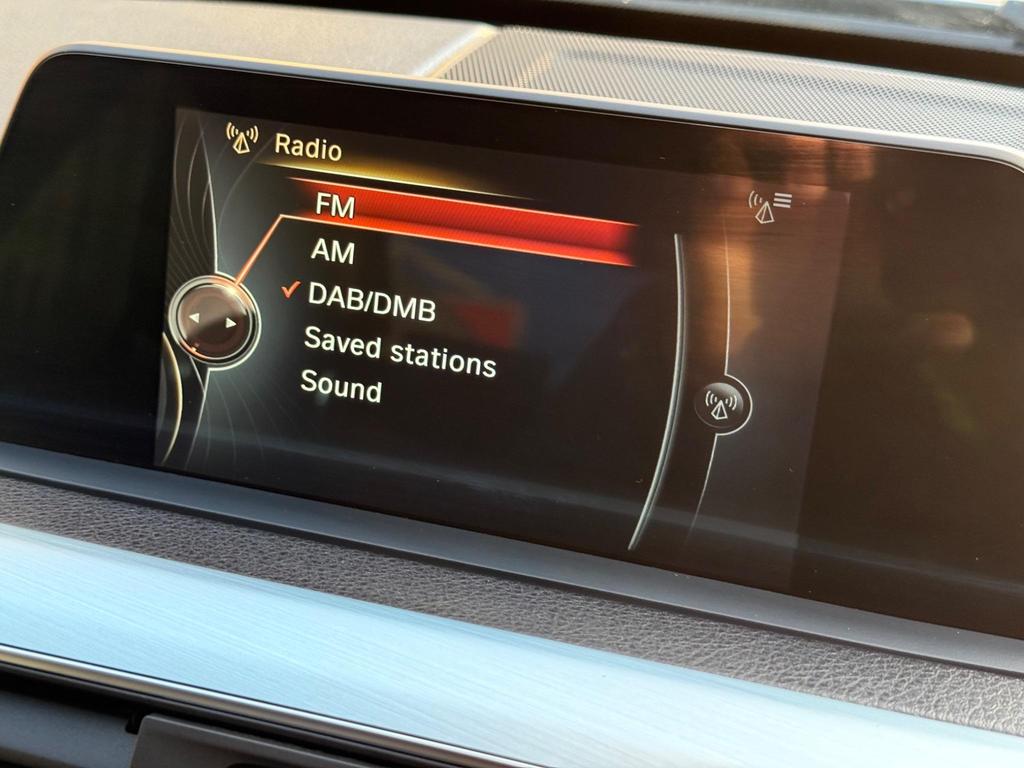 Radio
FM
AM
DAB/DMB
Saved stations
Sound